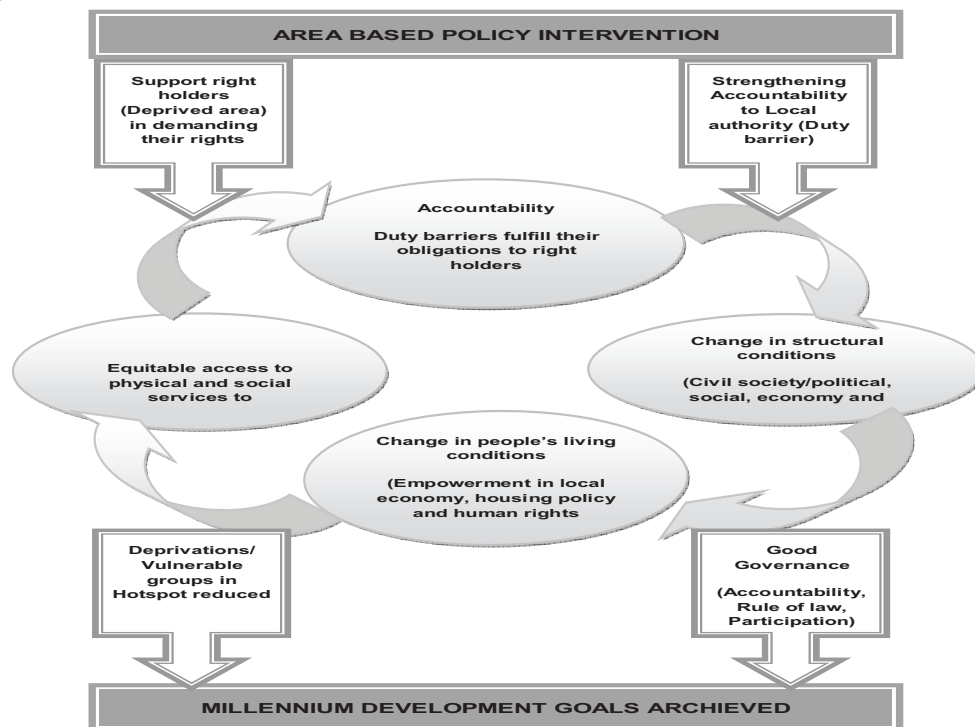 AREA BASED POLICY INTERVENTION
Support right
holders
(Deprived area)
in demanding
their rights
Strengthening
Accountability
to Local
authority (Duty
barrier)
Accountability
Duty barriers fulfill their
obligations to right
holders
Equitable access to
physical and social
services to
Change in structural
conditions
(Civil society/political,
social, economy and
Change in people's living
conditions
(Empowerment in local
economy, housing policy
and human rights
Deprivations/
Vulnerable
groups in
Hotspot reduced
Good
Governance
(Accountability,
Rule of law,
Participation)
MILLENNIUM DEVELOPMENT GOALS ARCHIEVED